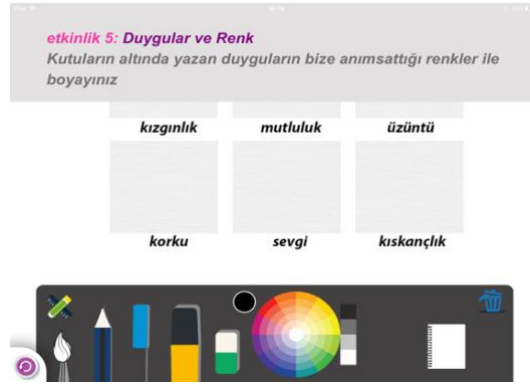 etkinlik 5: Duygular ve Renk
Kutuların altında yazan duyguların bize anımsattığı renkler ile
boyayınız
kızgınlık mutluluk üzüntü
korku sevgi kıskançlık